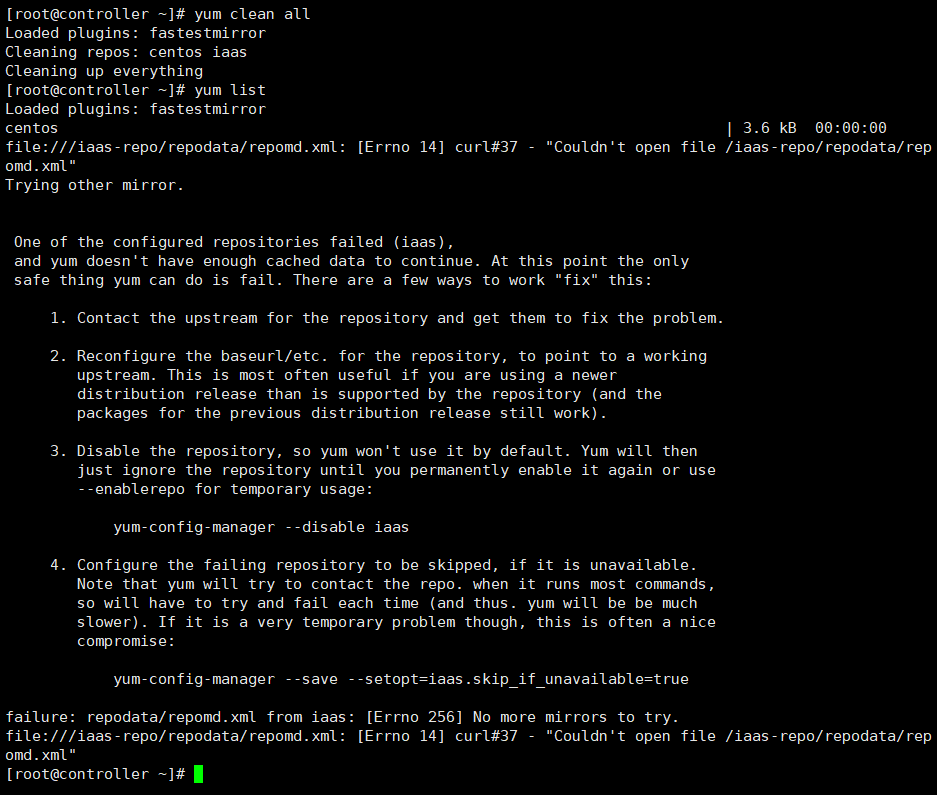 [root@controller ~]# yum clean all
Loaded plugins: fastestmirror
Cleaning repos: centos iaas
Cleaning up everything
[root@controller ~]# yum list
Loaded plugins: fastestmirror
centos | 3.6 kB 00:00:00
file:///iaas-repo/repodata/repomd.xml: [Errno 14] curl#37 - "Couldn't open file /iaas-repo/repodata/rep
omd.xml"
Trying other mirror.
One of the configured repositories failed (iaas),
and yum doesn't have enough cached data to continue. At this point the only
safe thing yum can do is fail. There are a few ways to work "fix" this:
1. Contact the upstream for the repository and get them to fix the problem.
2. Reconfigure the baseurl/etc. for the repository, to point to a working
upstream. This is most often useful if you are using a newer
distribution release than is supported by the repository (and the
packages for the previous distribution release still work).
3. Disable the repository, so yum won't use it by default. Yum will then
just ignore the repository until you permanently enable it again or use
--enablerepo for temporary usage:
yum-config-manager --disable iaas
4. Configure the failing repository to be skipped, if it is unavailable.
Note that yum will try to contact the repo. when it runs most commands,
so will have to try and fail each time (and thus. yum will be be much
slower). If it is a very temporary problem though, this is often a nice
compromise:
yum-config-manager --save --setopt=iaas.skip_if_unavailable=true
failure: repodata/repomd.xml from iaas: [Errno 256] No more mirrors to try.
file:///iaas-repo/repodata/repomd.xml: [Errno 14] curl#37 - "Couldn't open file /iaas-repo/repodata/rep
omd.xml"
[root@controller ~]#